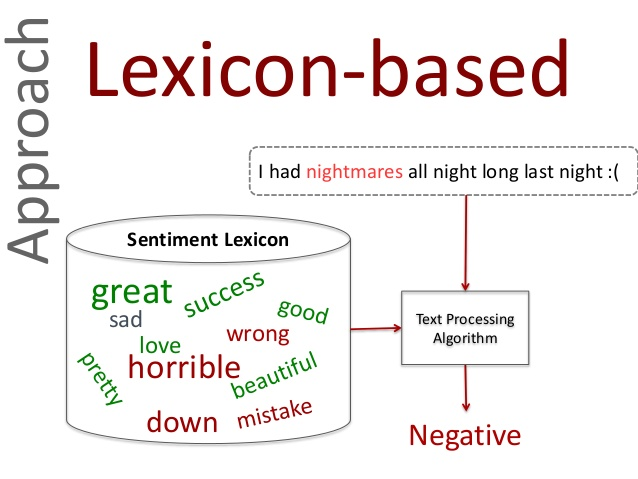 Approach
Lexicon-based
I had nightmares all night long last night :(
Sentiment Lexicon
great
success
sad
good
love
wrong
pretty
horrible
beautiful
down
mistake
Text Processing
Algorithm
Negative